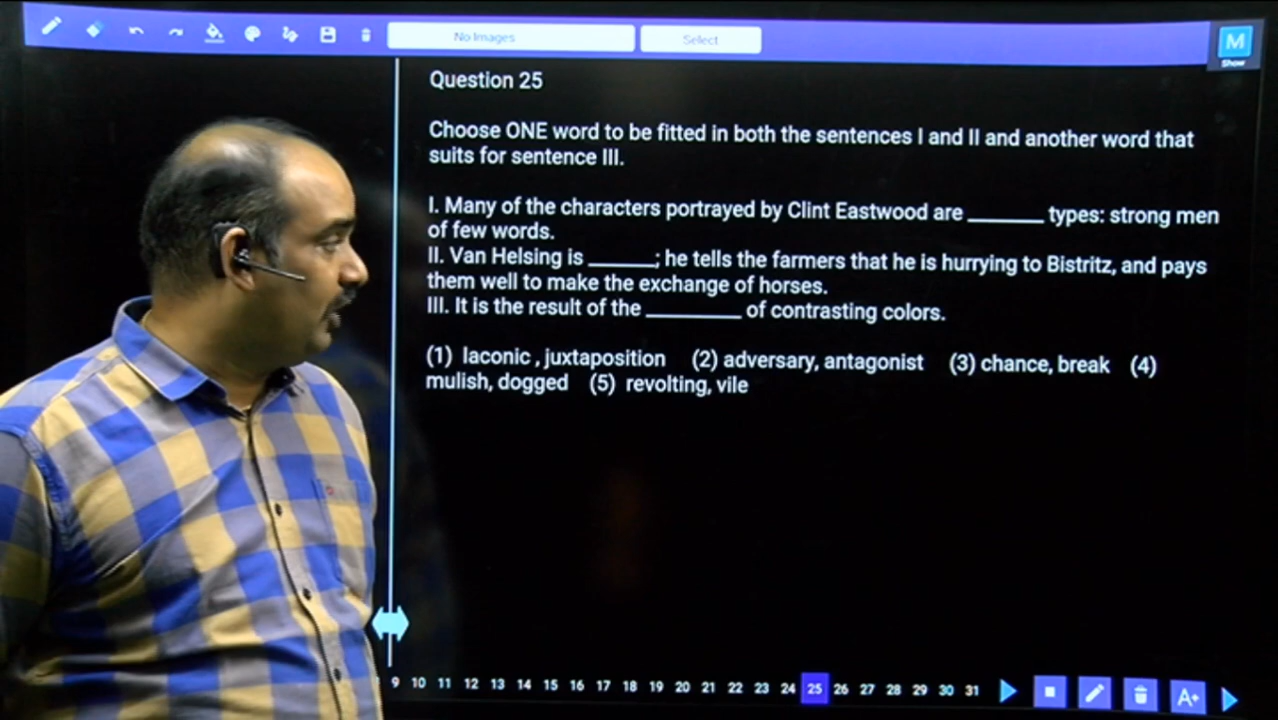 No Images
Select
M
Show
Question 25
Choose ONE word to be fitted in both the sentences I and II and another word that
suits for sentence III.
I. Many of the characters portrayed by Clint Eastwood are _______ types: strong men
of few words.
II. Van Helsing is ______; he tells the farmers that he is hurrying to Bistritz, and pays
them well to make the exchange of horses.
III. It is the result of the _________ of contrasting colors.
(1) laconic , juxtaposition (2) adversary, antagonist (3) chance, break (4)
mulish, dogged (5) revolting, vile
9 10 11 12 13 14 15 16 17 18 19 20 21 22 23 24 25 26 27 28 29 30 31
A+